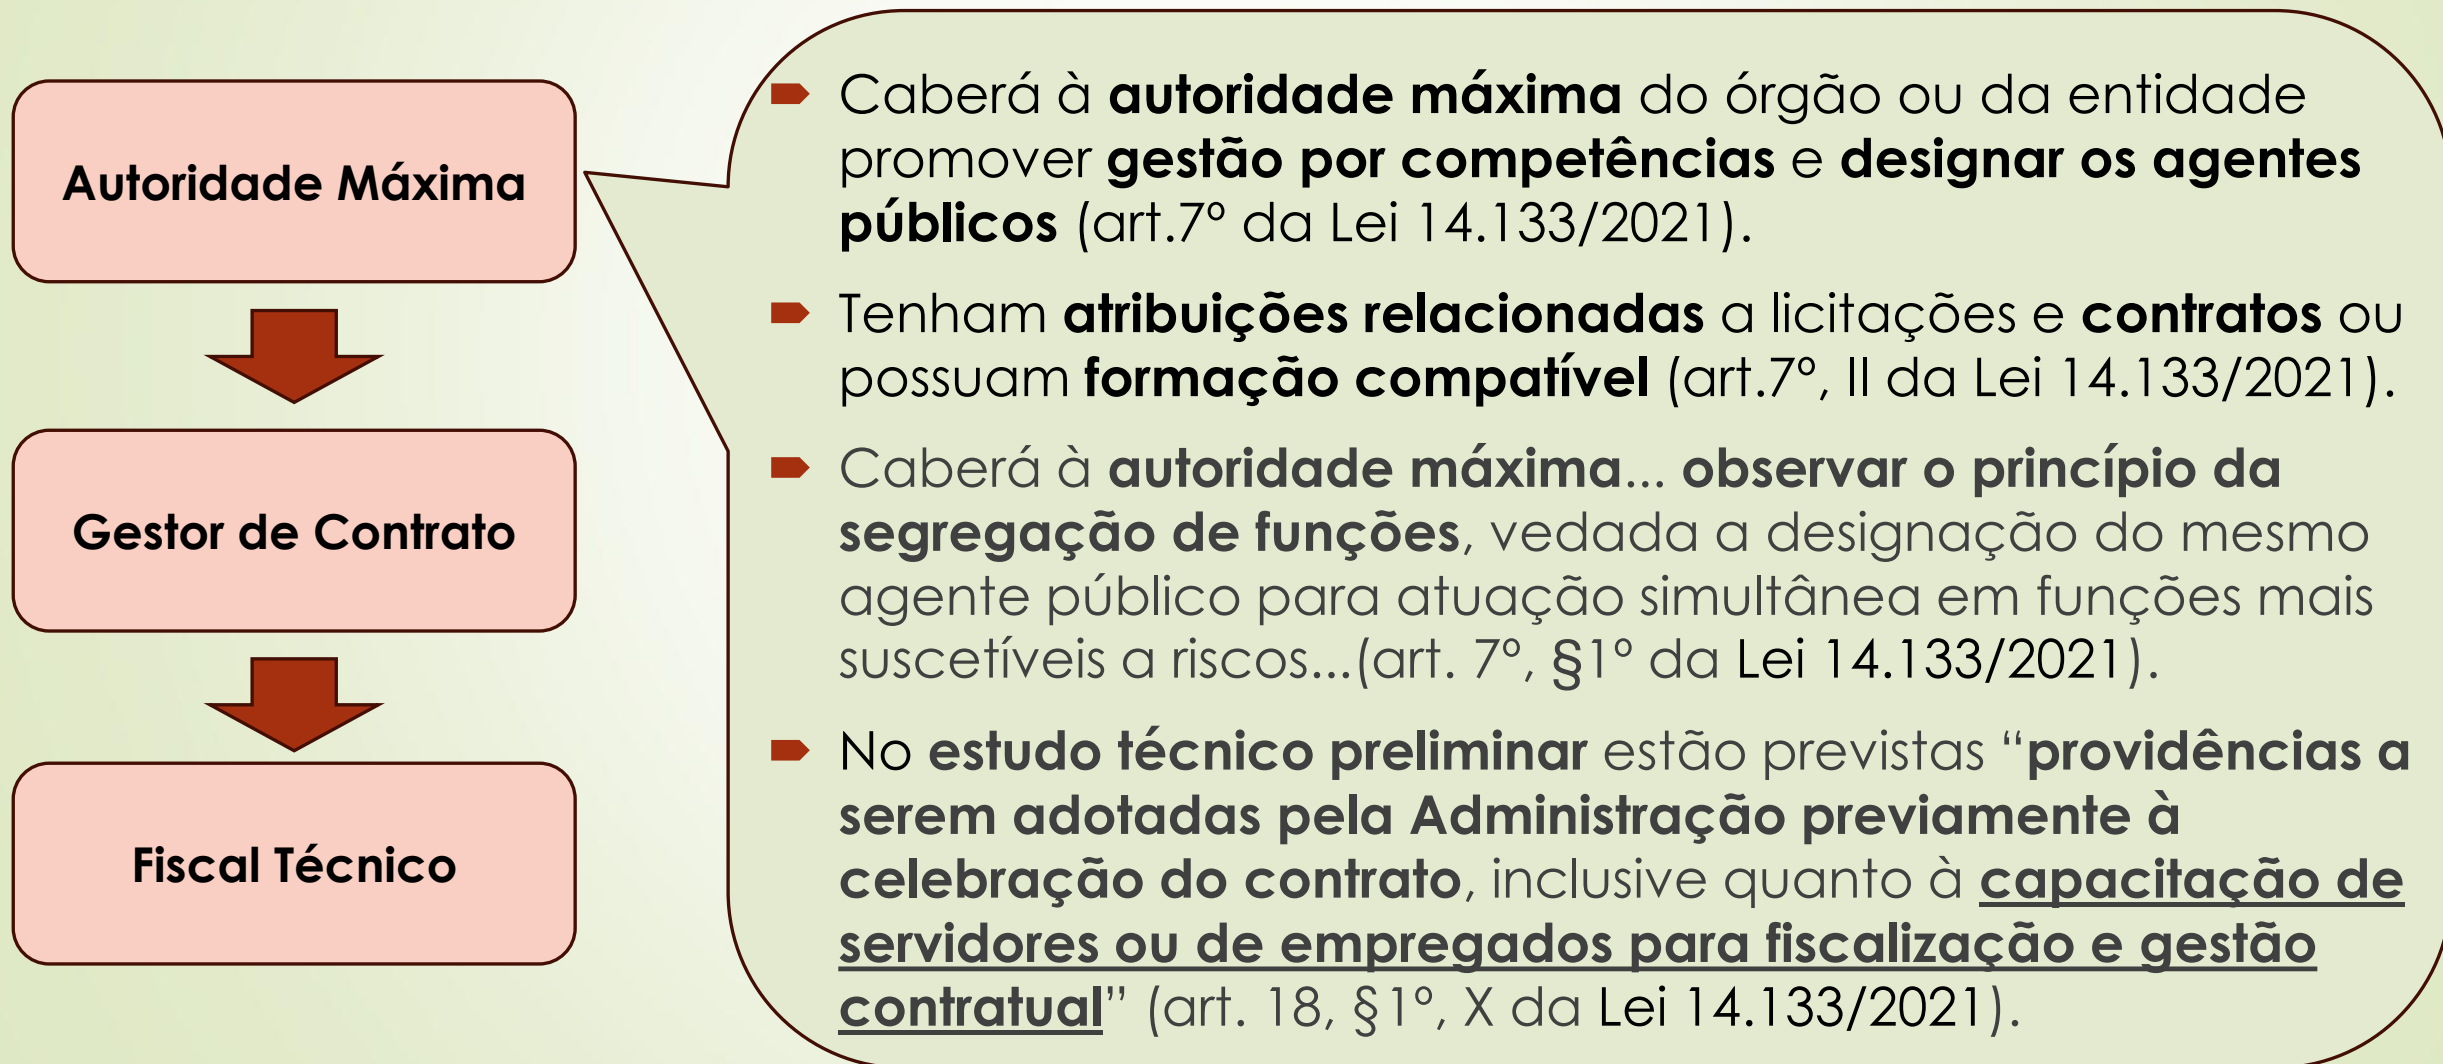 Autoridade Máxima
Gestor de Contrato
Fiscal Técnico
Caberá à autoridade máxima do órgão ou da entidade
promover gestão por competências e designar os agentes
públicos (art.7º da Lei 14.133/2021).
Tenham atribuições relacionadas a licitações e contratos ou
possuam formação compatível (art.7º, II da Lei 14.133/2021).
Caberá à autoridade máxima... observar o princípio da
segregação de funções, vedada a designação do mesmo
agente público para atuação simultânea em funções mais
suscetíveis a riscos...(art. 7º, §1º da Lei 14.133/2021).
No estudo técnico preliminar estão previstas “providências a
serem adotadas pela Administração previamente à
celebração do contrato, inclusive quanto à capacitação de
servidores ou de empregados para fiscalização e gestão
contratual” (art. 18, §1º, X da Lei 14.133/2021).